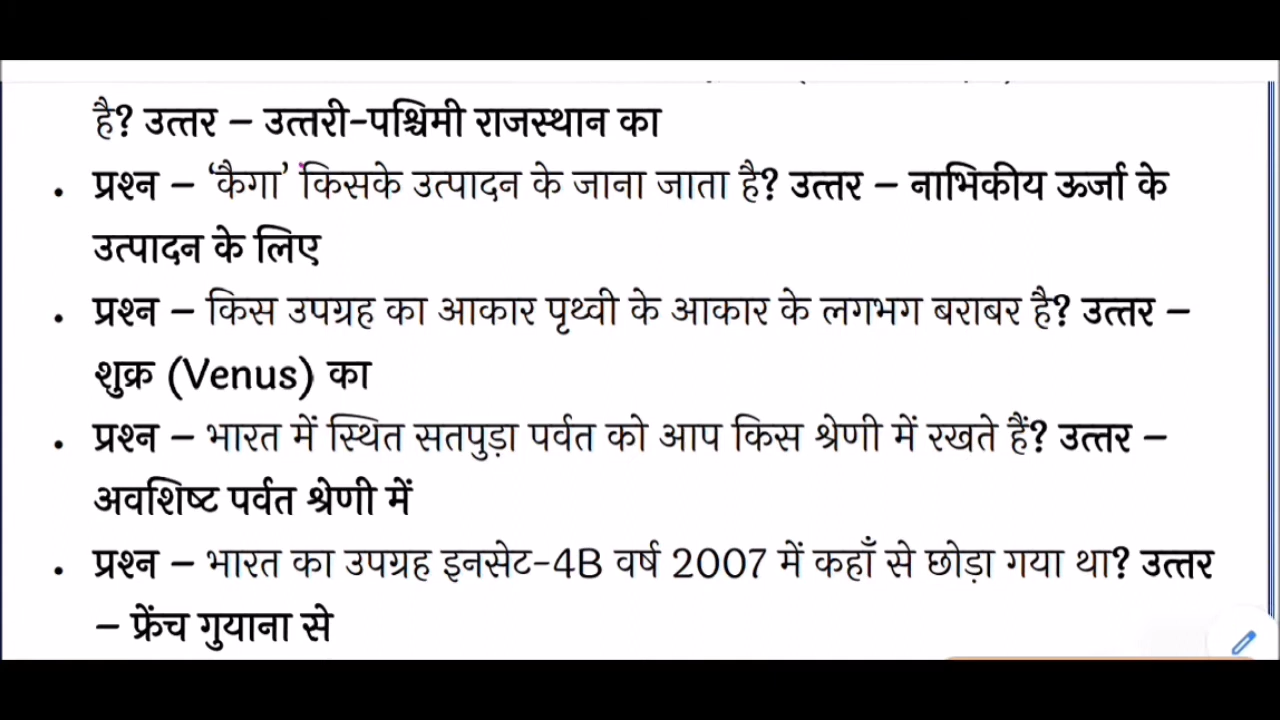 है? उत्तर – उत्तरी-पश्चिमी राजस्थान का
• प्रश्न – 'कैगा' किसके उत्पादन के जाना जाता है? उत्तर – नाभिकीय ऊर्जा के
उत्पादन के लिए
• प्रश्न – किस उपग्रह का आकार पृथ्वी के आकार के लगभग बराबर है? उत्तर –
शुक्र (Venus) का
• प्रश्न – भारत में स्थित सतपुड़ा पर्वत को आप किस श्रेणी में रखते हैं? उत्तर –
अवशिष्ट पर्वत श्रेणी में
• प्रश्न – भारत का उपग्रह इनसेट-4B वर्ष 2007 में कहाँ से छोड़ा गया था? उत्तर
– फ्रेंच गुयाना से